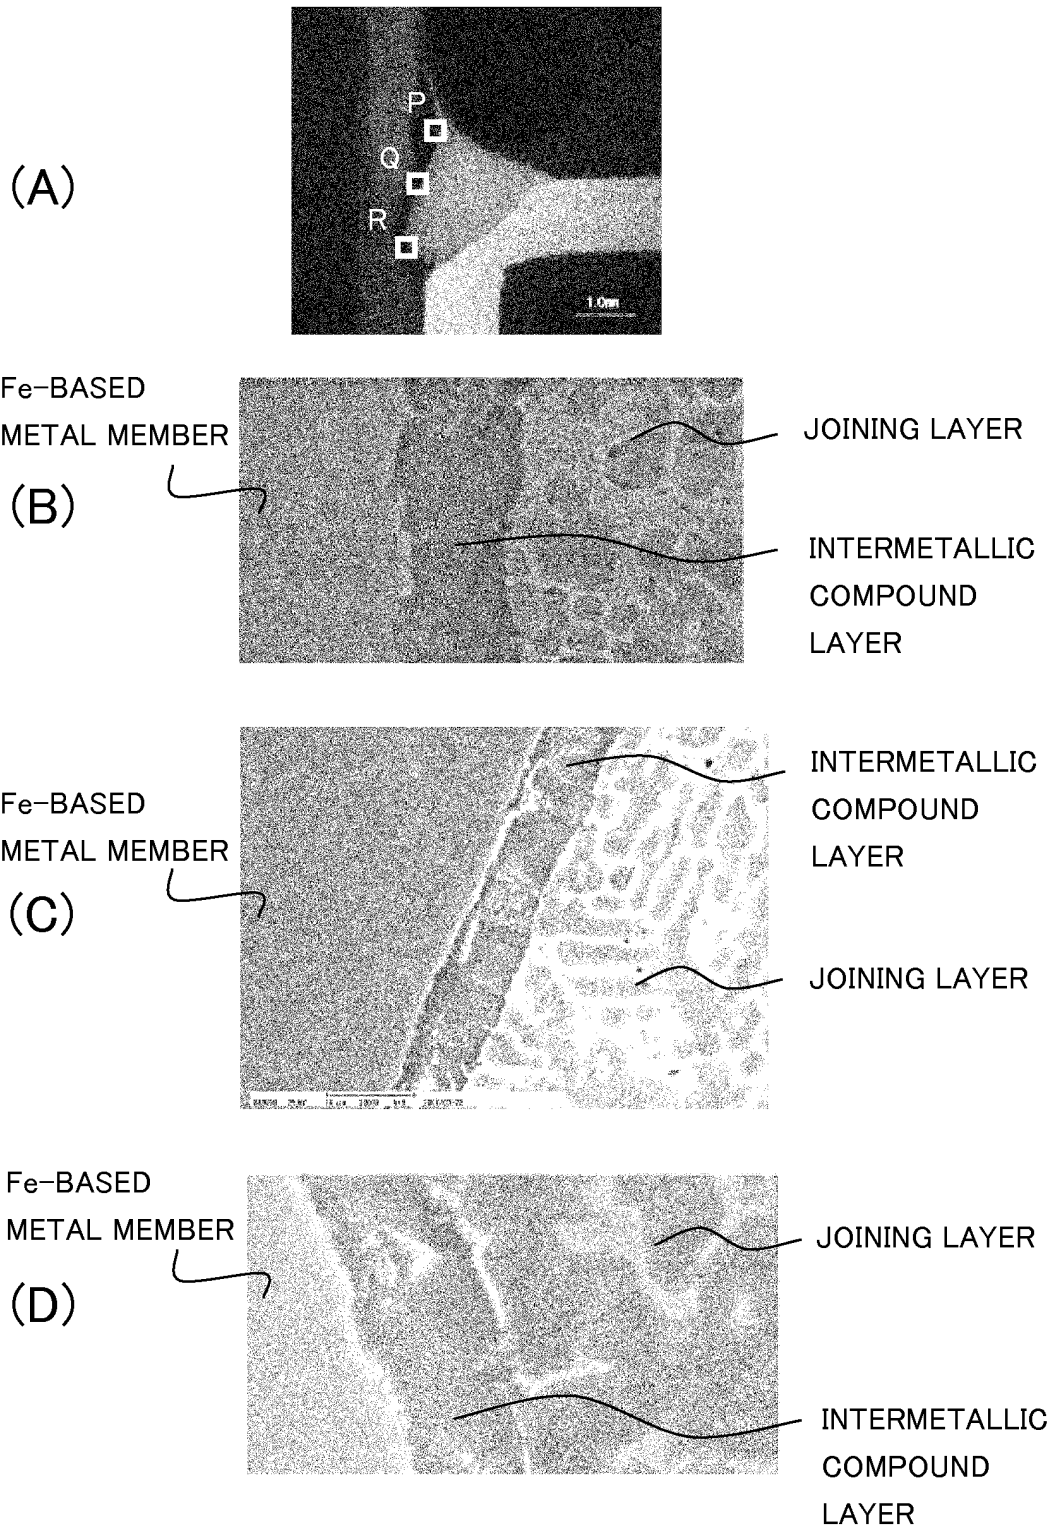 (A)
P
Q
R
1.0mm
Fe-BASED
METAL MEMBER
(B)
JOINING LAYER
INTERMETALLIC
COMPOUND
LAYER
Fe-BASED
METAL MEMBER
(C)
INTERMETALLIC
COMPOUND
LAYER
JOINING LAYER
Fe-BASED
METAL MEMBER
(D)
JOINING LAYER
INTERMETALLIC
COMPOUND
LAYER